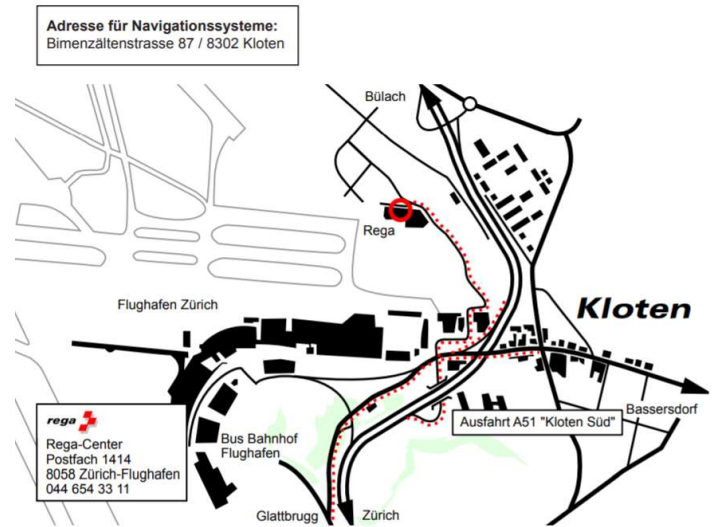 Adresse für Navigationssysteme:
Bimenzältenstrasse 87 / 8302 Kloten
Bülach
Rega
Flughafen Zürich
Kloten
Bassersdorf
Ausfahrt A51 "Kloten Süd"
rega
Rega-Center
Postfach 1414
8058 Zürich-Flughafen
044 654 33 11
Bus Bahnhof
Flughafen
Glattbrugg
Zürich